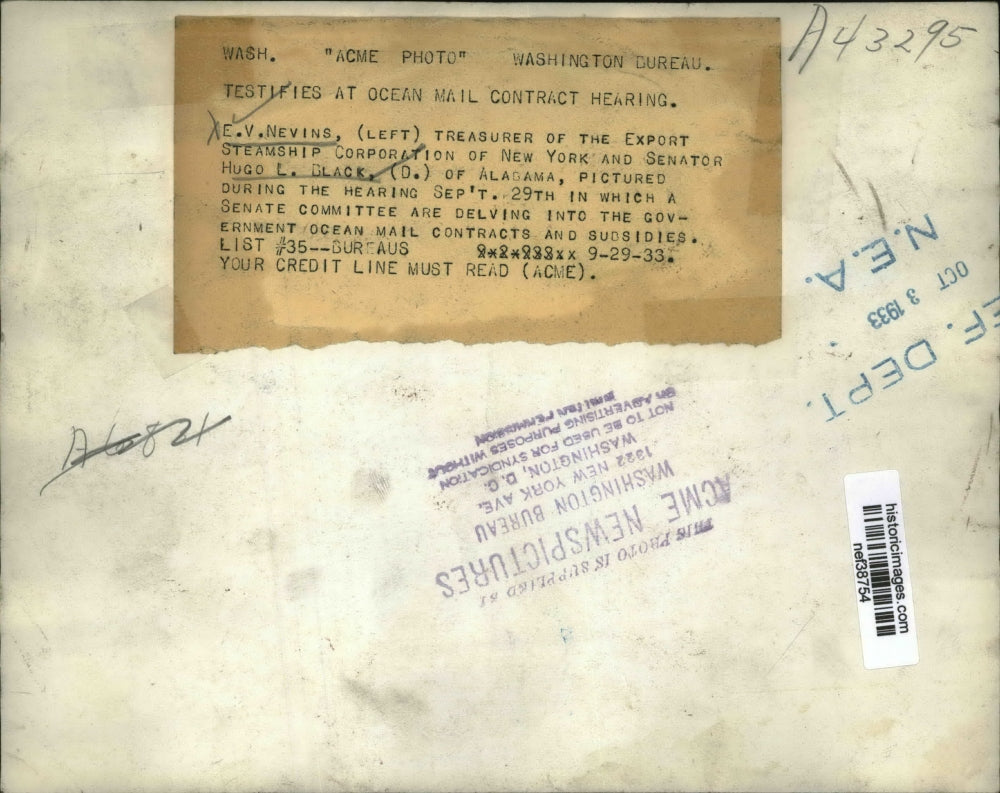 WASH. "ACME PHOTO" WASHINGTON BUREAU.
TESTIFIES AT OCEAN MAIL CONTRACT HEARING.
E.V.NEVINS, (LEFT) TREASURER OF THE EXPORT
STEAMSHIP CORPORATION OF NEW YORK AND SENATOR
HUGO L. BLACK, (D.) OF ALABAMA, PICTURED
DURING THE HEARING SEP'T. 29TH IN WHICH A
SENATE COMMITTEE ARE DELVING INTO THE GOV-
ERNMENT OCEAN MAIL CONTRACTS AND SUBSIDIES.
LIST #35--BUREAUS 9-29-33.
YOUR CREDIT LINE MUST READ (ACME).
A43295
N.E.A.
OCT 3 1933
EF. DEPT.
A6821
THIS PHOTO IS SUPPLIED BY
ACME NEWSPICTURES
WASHINGTON BUREAU
1322 NEW YORK AVE.
WASHINGTON, D. C.
NOT TO BE USED FOR SYNDICATION
OR ADVERTISING PURPOSES WITHOUT
WRITTEN PERMISSION
historicimages.com
nef38754